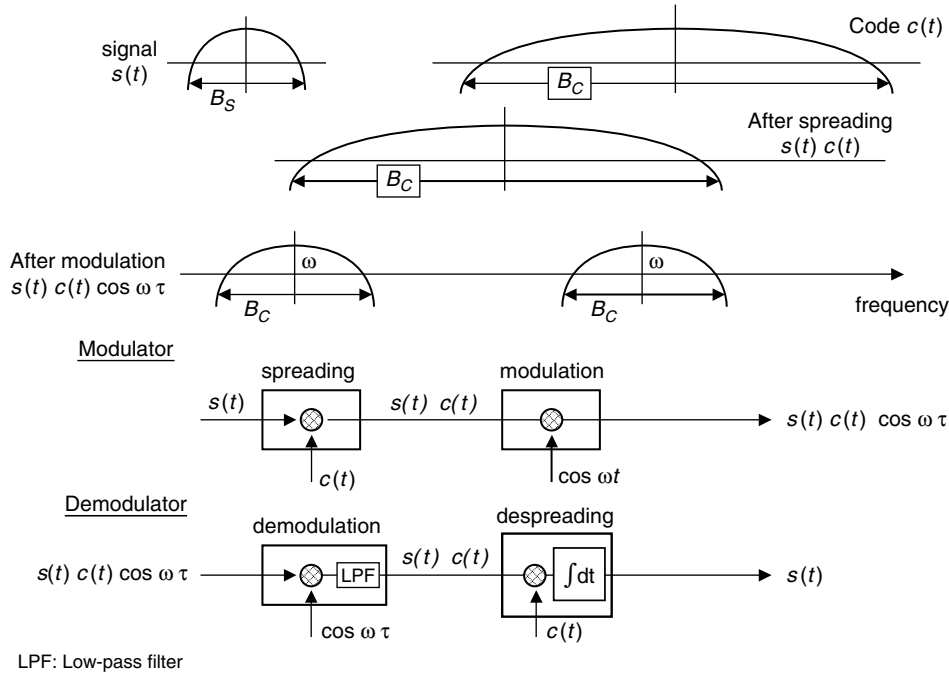 signal
s(t)
B_S
Code c(t)
B_C
After spreading
s(t) c(t)
B_C
After modulation
s(t) c(t) cos ω τ
ω
B_C
ω
B_C
frequency
Modulator
spreading
modulation
s(t)
s(t) c(t)
s(t) c(t) cos ω τ
c(t)
cos ωt
Demodulator
demodulation
despreading
s(t) c(t) cos ω τ
LPF
s(t) c(t)
∫dt
s(t)
cos ω τ
c(t)
LPF: Low-pass filter